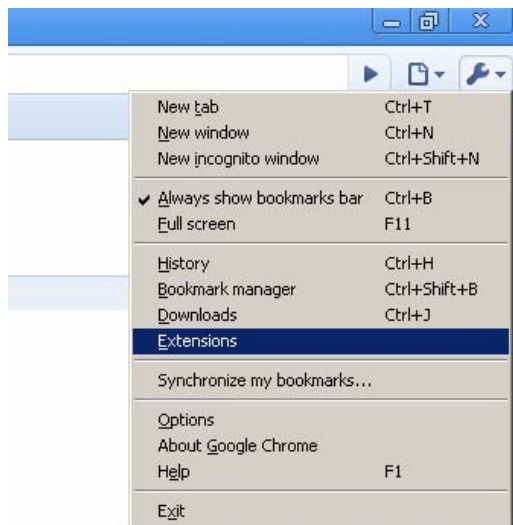 New tab Ctrl+T
New window Ctrl+N
New incognito window Ctrl+Shift+N
Always show bookmarks bar Ctrl+B
Full screen F11
History Ctrl+H
Bookmark manager Ctrl+Shift+B
Downloads Ctrl+J
Extensions
Synchronize my bookmarks...
Options
About Google Chrome
Help F1
Exit